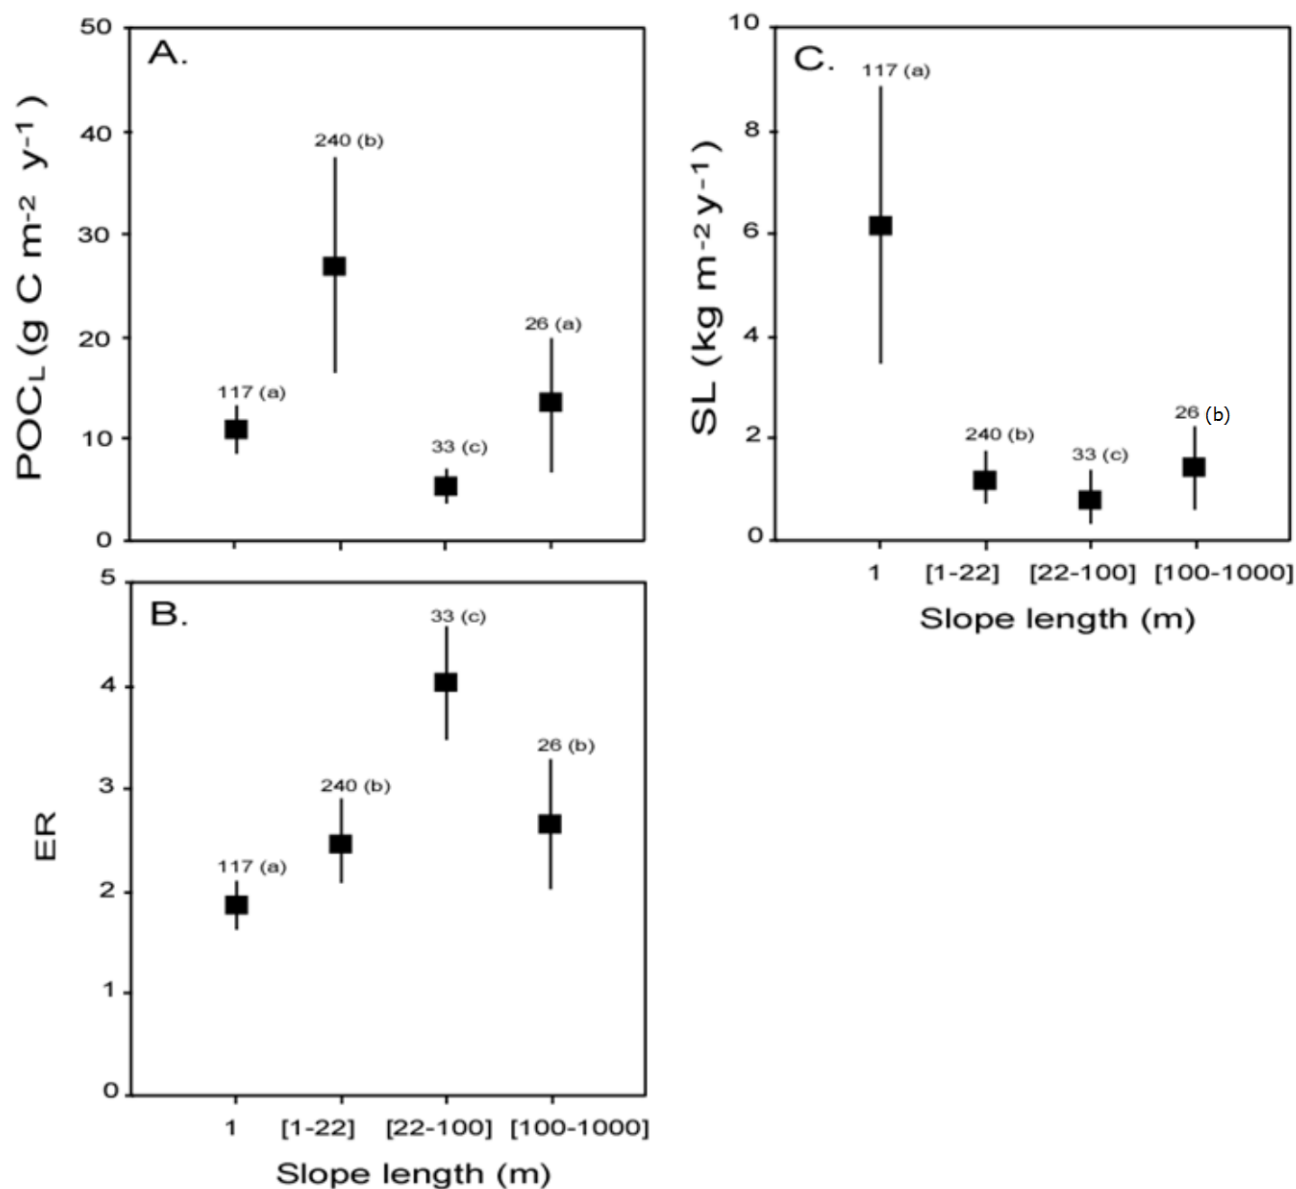 A.
POCL (g C m-2 y-1)
50
40
30
20
10
0
117 (a)
240 (b)
33 (c)
26 (a)
B.
ER
5
4
3
2
1
0
117 (a)
240 (b)
33 (c)
26 (b)
1 [1-22] [22-100] [100-1000]
Slope length (m)
C.
SL (kg m-2 y-1)
10
8
6
4
2
0
117 (a)
240 (b)
33 (c)
26 (b)
1 [1-22] [22-100] [100-1000]
Slope length (m)